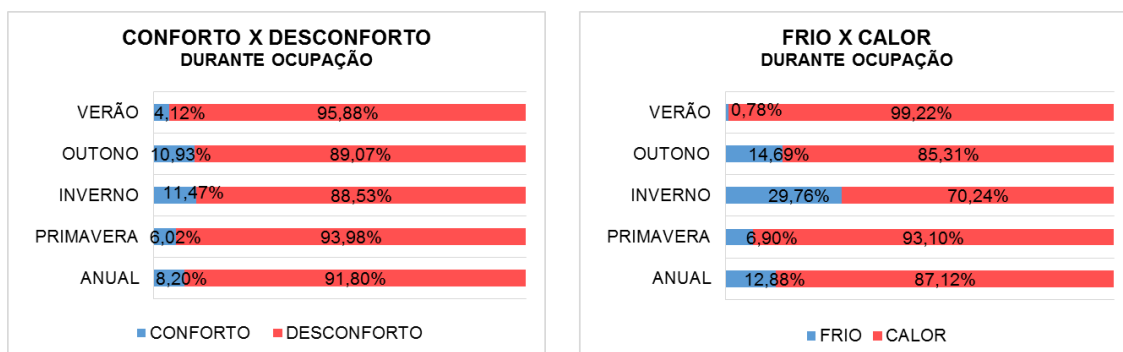 CONFORTO X DESCONFORTO
DURANTE OCUPAÇÃO
VERÃO 4,12% 95,88%
OUTONO 10,93% 89,07%
INVERNO 11,47% 88,53%
PRIMAVERA 6,02% 93,98%
ANUAL 8,20% 91,80%
CONFORTO DESCONFORTO
FRIO X CALOR
DURANTE OCUPAÇÃO
VERÃO 0,78% 99,22%
OUTONO 14,69% 85,31%
INVERNO 29,76% 70,24%
PRIMAVERA 6,90% 93,10%
ANUAL 12,88% 87,12%
FRIO CALOR